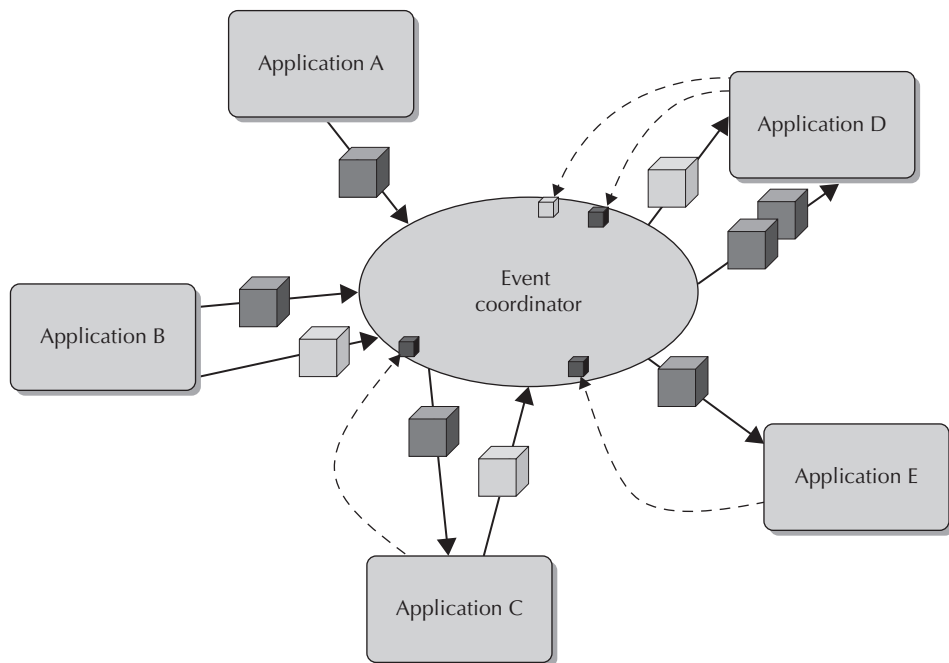 Application A
Application D
Event
coordinator
Application B
Application E
Application C